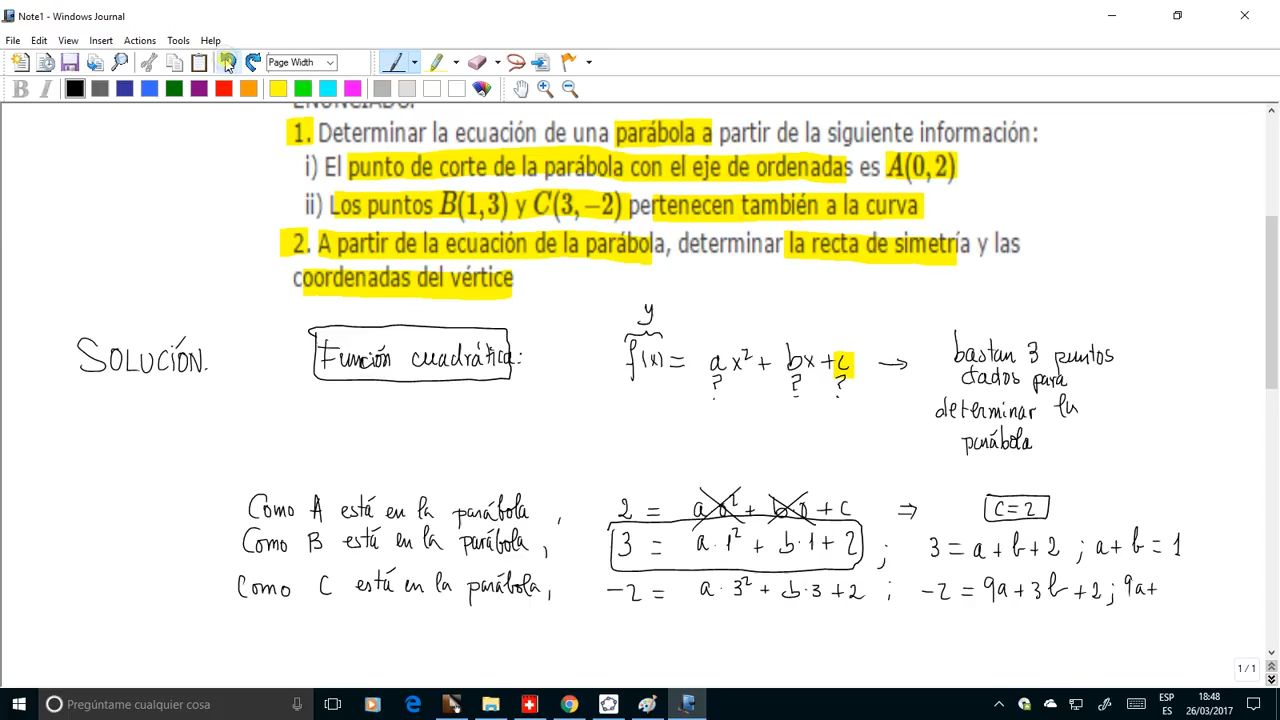 Note1 - Windows Journal
File Edit View Insert Actions Tools Help
Page Width
B I
ENUNCIADO:
1. Determinar la ecuación de una parábola a partir de la siguiente información:
i) El punto de corte de la parábola con el eje de ordenadas es A(0,2)
ii) Los puntos B(1,3) y C(3,−2) pertenecen también a la curva
2. A partir de la ecuación de la parábola, determinar la recta de simetría y las
coordenadas del vértice
y
SOLUCIÓN. Función cuadrática: f(x) = ax² + bx + c → bastan 3 puntos
? ? ? dados para
determinar la
parábola
Como A está en la parábola, 2 = a 0² + b 0 + c ⇒ c = 2
Como B está en la parábola, 3 = a·1² + b·1 + 2 ; 3 = a + b + 2 ; a + b = 1
Como C está en la parábola, -2 = a·3² + b·3 + 2 ; -2 = 9a + 3b + 2 ; 9a+
1 / 1
Pregúntame cualquier cosa
ESP 18:48
ES 26/03/2017